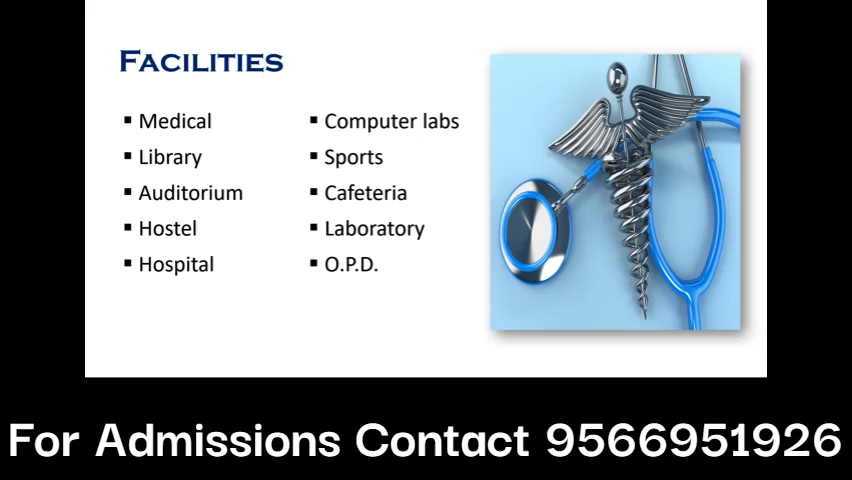 FACILITIES
▪ Medical
▪ Library
▪ Auditorium
▪ Hostel
▪ Hospital
▪ Computer labs
▪ Sports
▪ Cafeteria
▪ Laboratory
▪ O.P.D.
For Admissions Contact 9566951926